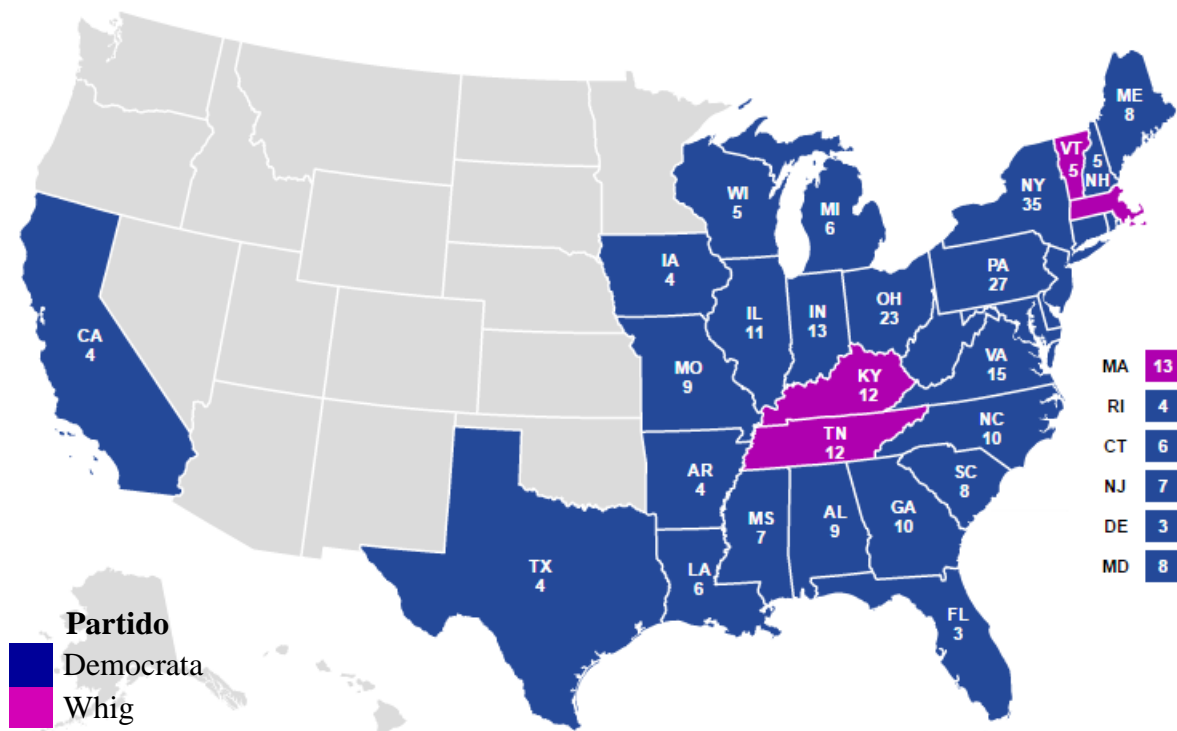 ME
8
VT
5
5
NH
NY
35
WI
5
MI
6
IA
4
PA
27
OH
23
IL
11
IN
13
CA
4
MO
9
VA
15
KY
12
MA 13
RI 4
CT 6
NJ 7
DE 3
MD 8
NC
10
TN
12
AR
4
SC
8
MS
7
AL
9
GA
10
TX
4
LA
6
FL
3
Partido
Democrata
Whig